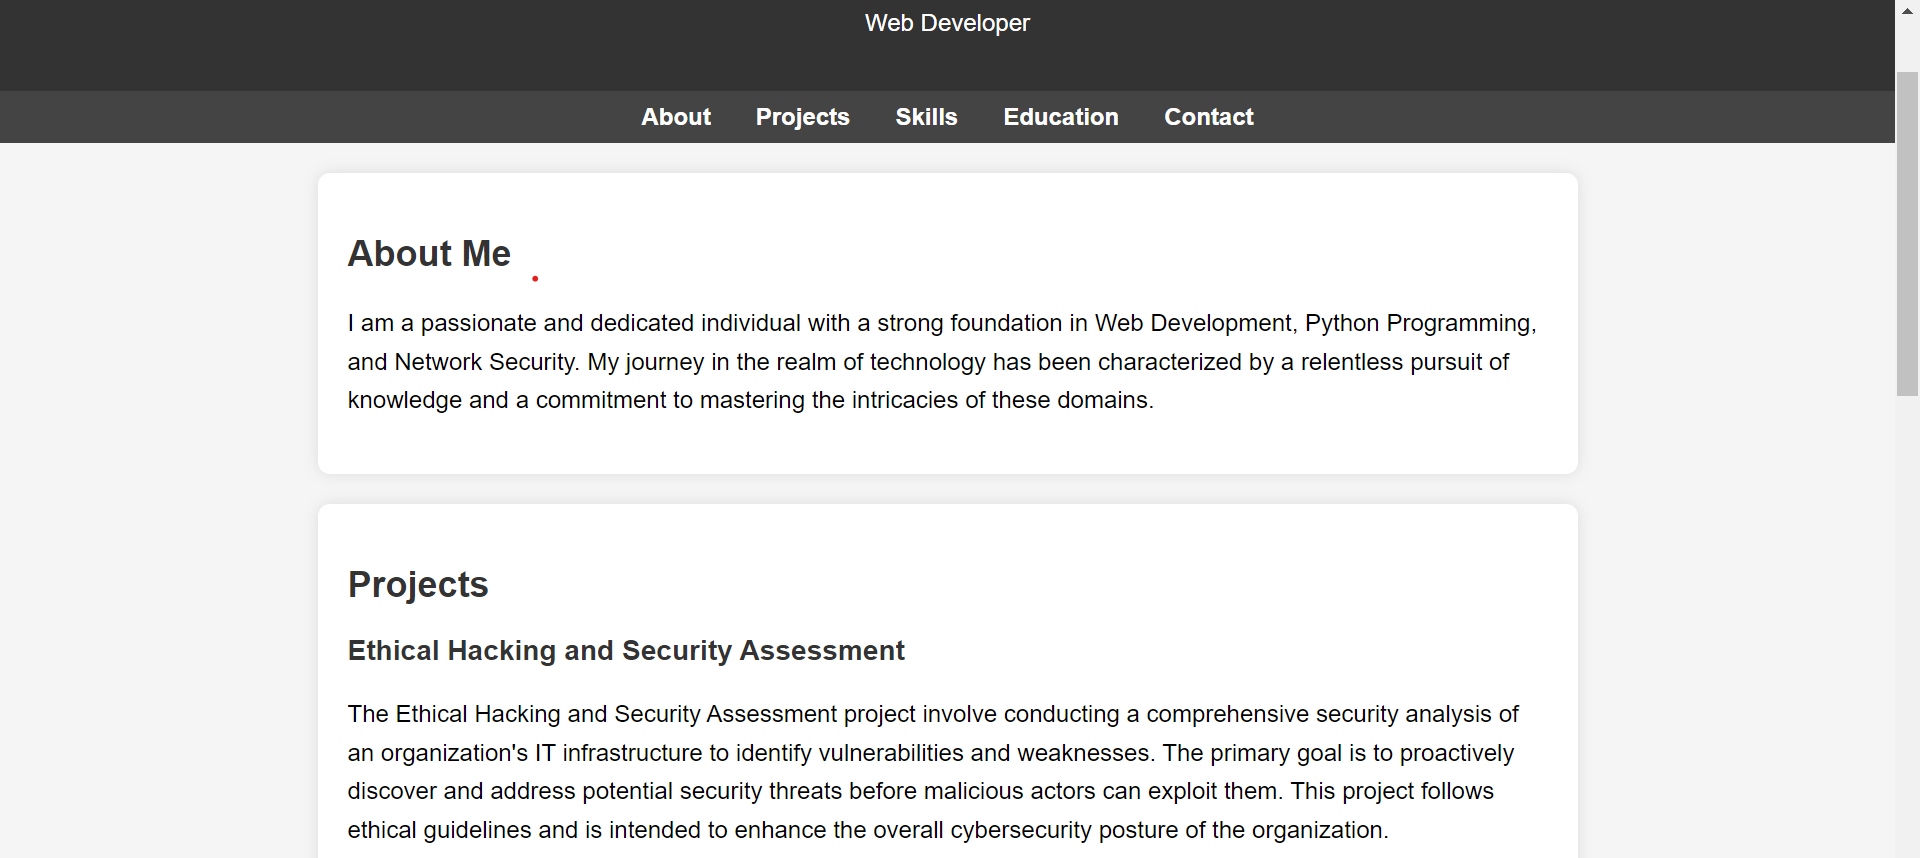 Web Developer
About Projects Skills Education Contact
About Me
I am a passionate and dedicated individual with a strong foundation in Web Development, Python Programming,
and Network Security. My journey in the realm of technology has been characterized by a relentless pursuit of
knowledge and a commitment to mastering the intricacies of these domains.
Projects
Ethical Hacking and Security Assessment
The Ethical Hacking and Security Assessment project involve conducting a comprehensive security analysis of
an organization's IT infrastructure to identify vulnerabilities and weaknesses. The primary goal is to proactively
discover and address potential security threats before malicious actors can exploit them. This project follows
ethical guidelines and is intended to enhance the overall cybersecurity posture of the organization.